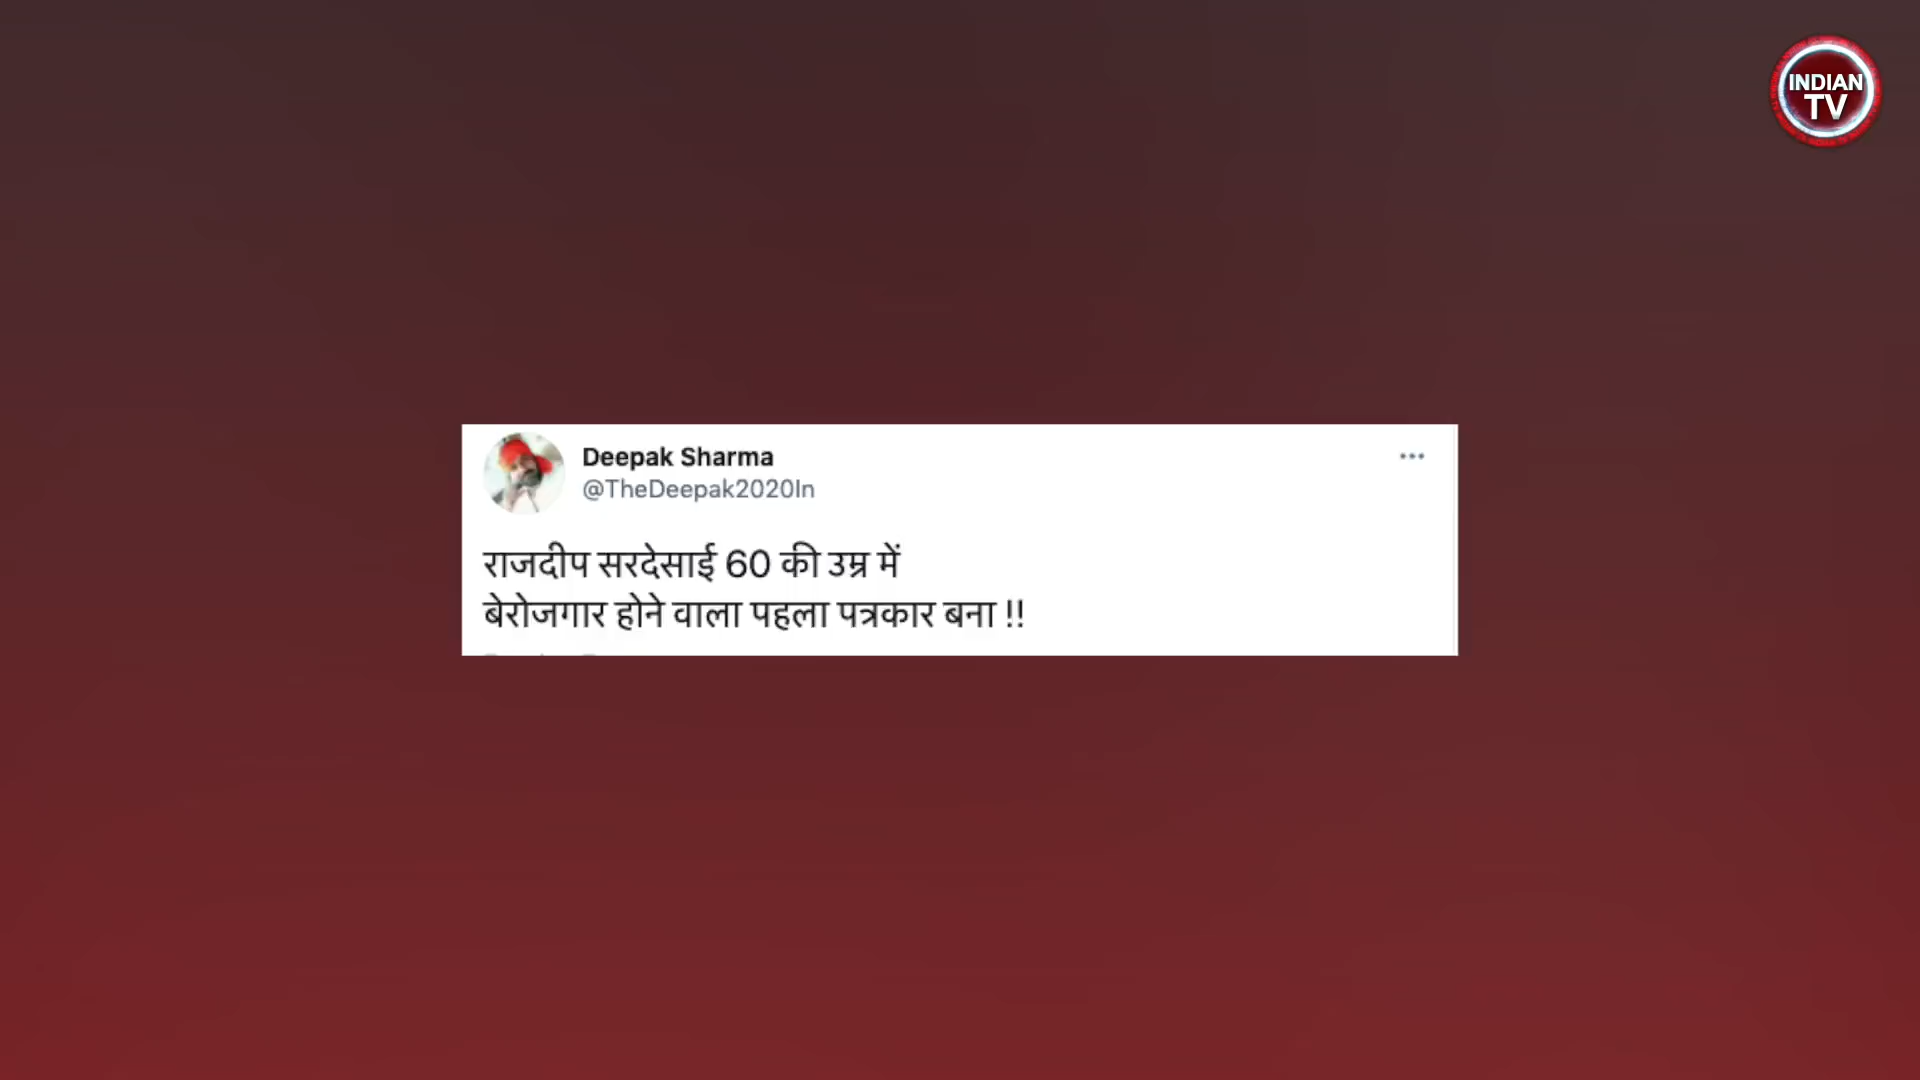 INDIAN
TV
Deepak Sharma
@TheDeepak2020In
राजदीप सरदेसाई 60 की उम्र में
बेरोजगार होने वाला पहला पत्रकार बना !!